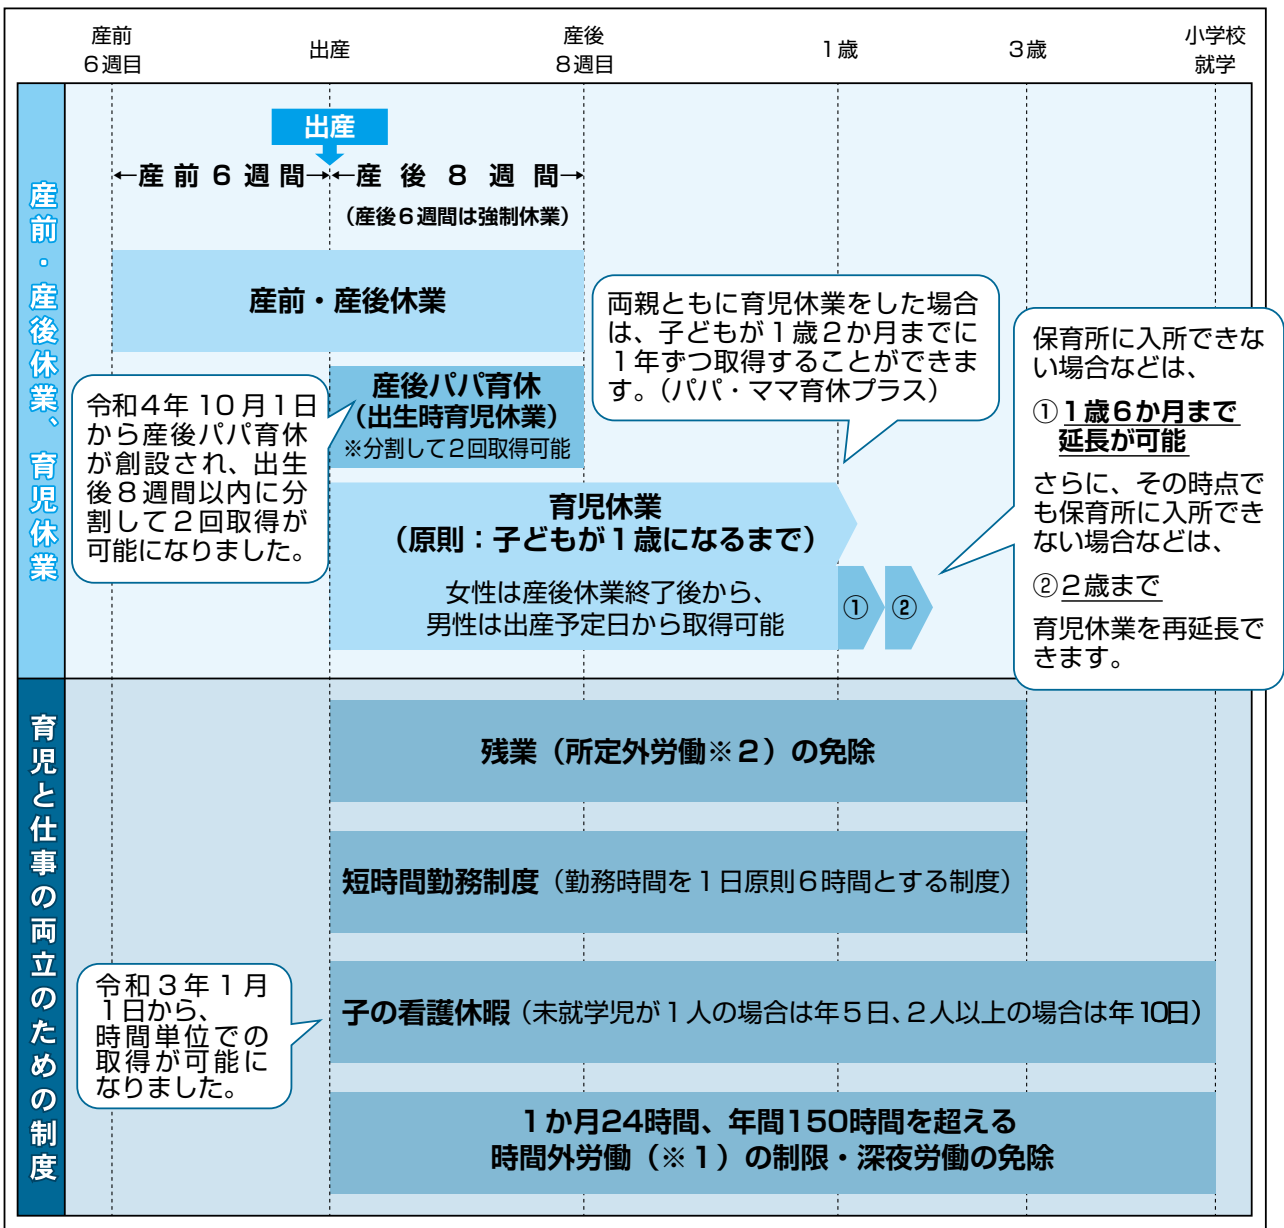 産前
6週目
出産
産後
8週目
1歳
3歳
小学校
就学
産前・産後休業、育児休業
出産
←産前6週間→
←産後8週間→
（産後6週間は強制休業）
産前・産後休業
産後パパ育休
（出生時育児休業）
※分割して2回取得可能
令和4年10月1日
から産後パパ育休
が創設され、出生
後8週間以内に分
割して2回取得が
可能になりました。
両親ともに育児休業をした場合
は、子どもが1歳2か月までに
1年ずつ取得することができま
す。（パパ・ママ育休プラス）
育児休業
（原則：子どもが1歳になるまで）
女性は産後休業終了後から、
男性は出産予定日から取得可能
①
②
保育所に入所できな
い場合などは、
①1歳6か月まで
延長が可能
さらに、その時点で
も保育所に入所でき
ない場合などは、
②2歳まで
育児休業を再延長で
きます。
育児と仕事の両立のための制度
残業（所定外労働※2）の免除
短時間勤務制度（勤務時間を1日原則6時間とする制度）
令和3年1月
1日から、
時間単位での
取得が可能に
なりました。
子の看護休暇（未就学児が1人の場合は年5日、2人以上の場合は年10日）
1か月24時間、年間150時間を超える
時間外労働（※1）の制限・深夜労働の免除